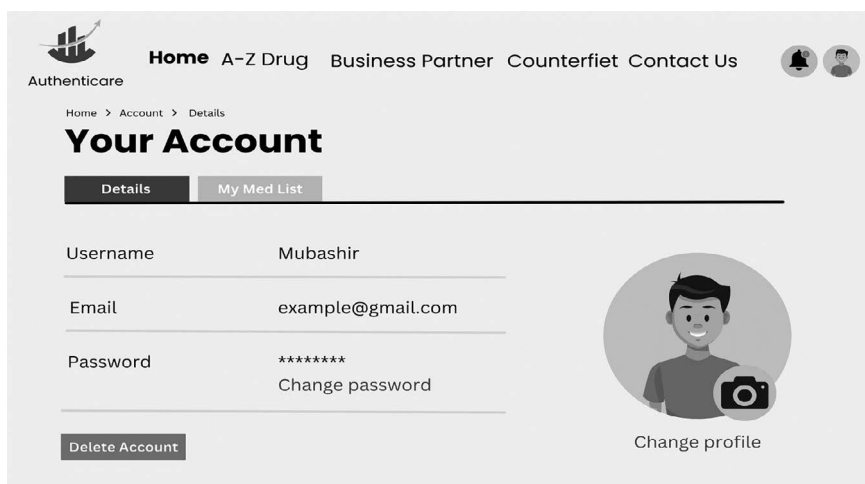 Authenticare
Home A-Z Drug Business Partner Counterfiet Contact Us
Home > Account > Details
Your Account
Details My Med List
Username Mubashir
Email example@gmail.com
Password ********
Change password
Delete Account
Change profile